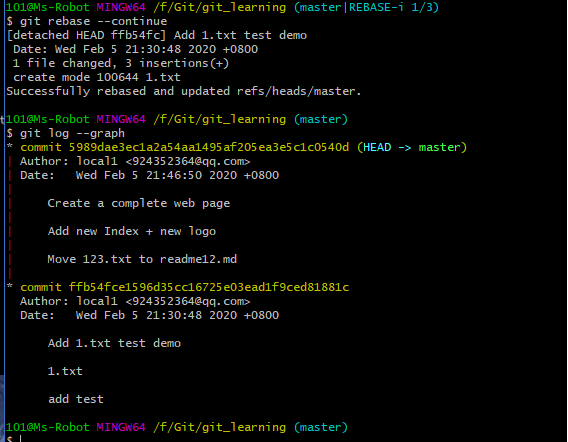 101@Ms-Robot MINGW64 /f/Git/git_learning (master|REBASE-i 1/3)
$ git rebase --continue
[detached HEAD ffb54fc] Add 1.txt test demo
Date: Wed Feb 5 21:30:48 2020 +0800
1 file changed, 3 insertions(+)
create mode 100644 1.txt
Successfully rebased and updated refs/heads/master.
101@Ms-Robot MINGW64 /f/Git/git_learning (master)
$ git log --graph
* commit 5989dae3ec1a2a54aa1495af205ea3e5c1c0540d (HEAD -> master)
| Author: local1 <924352364@qq.com>
| Date:   Wed Feb 5 21:46:50 2020 +0800
|
|     Create a complete web page
|
|     Add new Index + new logo
|
|     Move 123.txt to readme12.md
|
* commit ffb54fce1596d35cc16725e03ead1f9ced81881c
Author: local1 <924352364@qq.com>
Date:   Wed Feb 5 21:30:48 2020 +0800
Add 1.txt test demo
1.txt
add test
101@Ms-Robot MINGW64 /f/Git/git_learning (master)
$